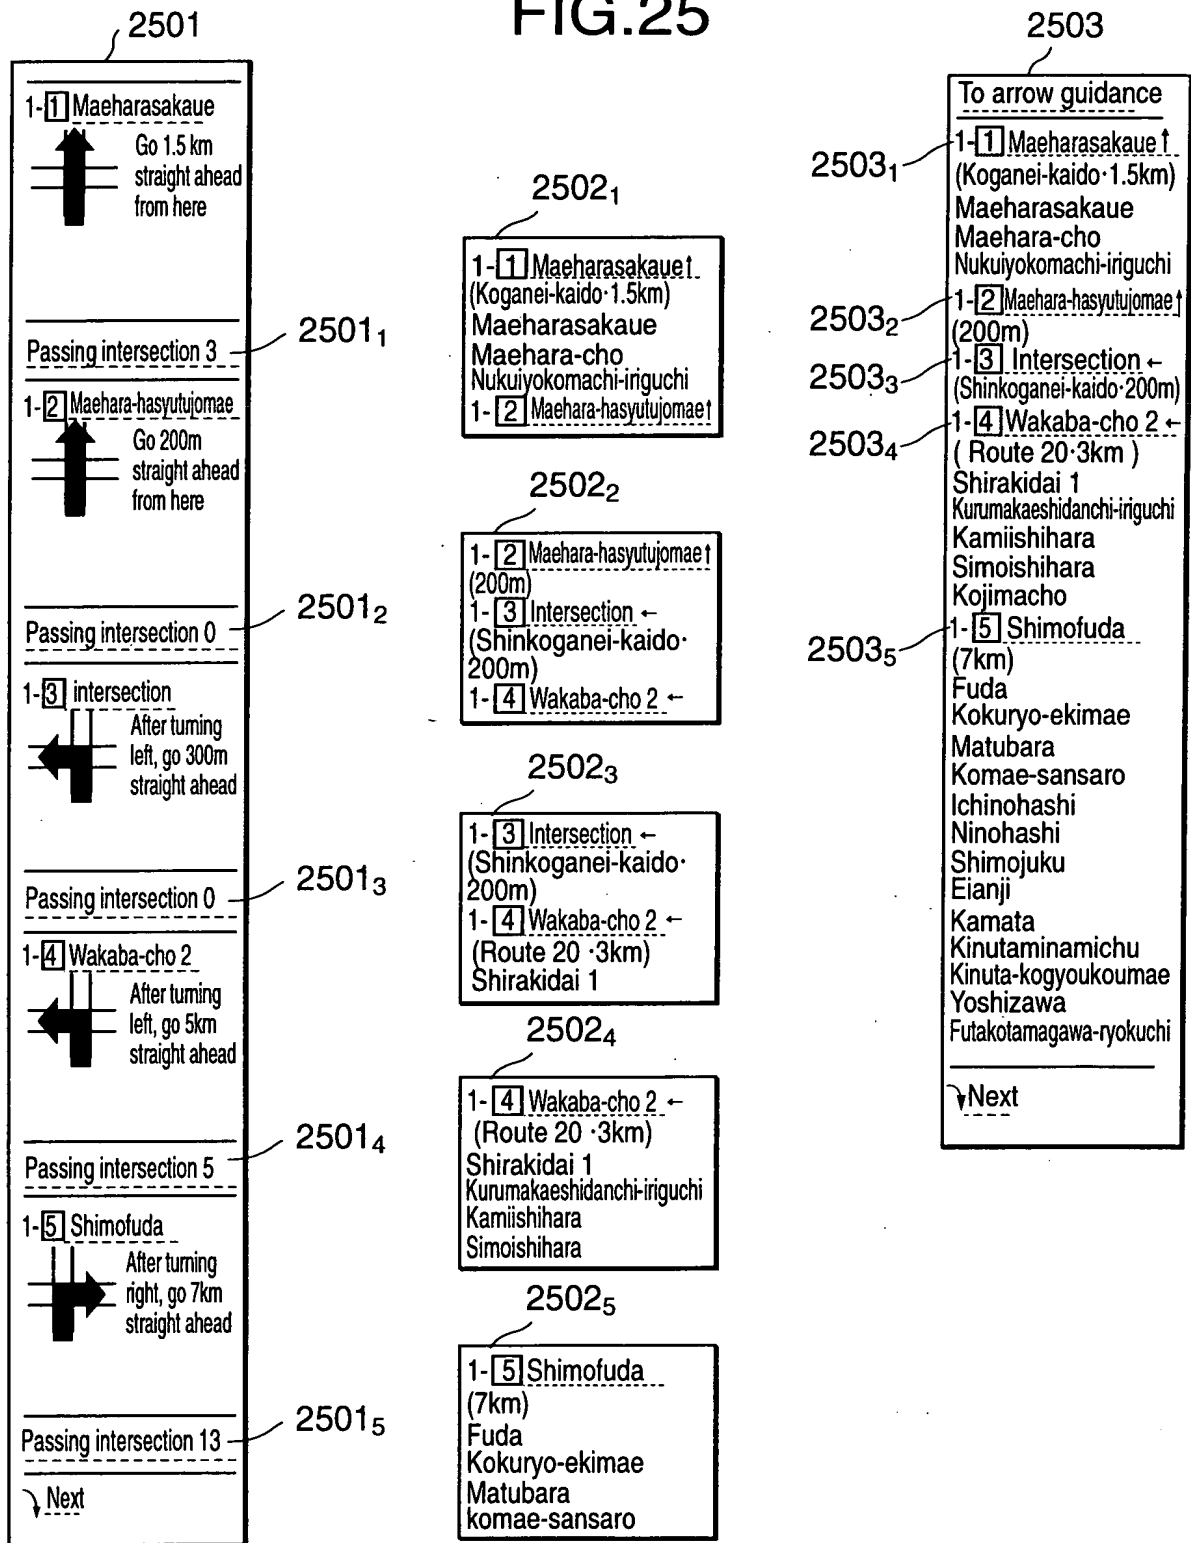 FIG.25
2501
1-1 Maeharasakaue
Go 1.5 km
straight ahead
from here
Passing intersection 3
2501₁
1-2 Maehara-hasyutujomae
Go 200m
straight ahead
from here
Passing intersection 0
2501₂
1-3 intersection
After turning
left, go 300m
straight ahead
Passing intersection 0
2501₃
1-4 Wakaba-cho 2
After turning
left, go 5km
straight ahead
Passing intersection 5
2501₄
1-5 Shimofuda
After turning
right, go 7km
straight ahead
Passing intersection 13
2501₅
Next
2502₁
1-1 Maeharasakaue↑
(Koganei-kaido·1.5km)
Maeharasakaue
Maehara-cho
Nukuiyokomachi-iriguchi
1-2 Maehara-hasyutujomae↑
2502₂
1-2 Maehara-hasyutujomae↑
(200m)
1-3 Intersection ←
(Shinkoganei-kaido·
200m)
1-4 Wakaba-cho 2 ←
2502₃
1-3 Intersection ←
(Shinkoganei-kaido·
200m)
1-4 Wakaba-cho 2 ←
(Route 20 ·3km)
Shirakidai 1
2502₄
1-4 Wakaba-cho 2 ←
(Route 20 ·3km)
Shirakidai 1
Kurumakaeshidanchi-iriguchi
Kamiishihara
Simoishihara
2502₅
1-5 Shimofuda
(7km)
Fuda
Kokuryo-ekimae
Matubara
komae-sansaro
2503
To arrow guidance
2503₁
1-1 Maeharasakaue↑
(Koganei-kaido·1.5km)
Maeharasakaue
Maehara-cho
Nukuiyokomachi-iriguchi
2503₂
1-2 Maehara-hasyutujomae↑
(200m)
2503₃
1-3 Intersection ←
(Shinkoganei-kaido·200m)
2503₄
1-4 Wakaba-cho 2 ←
( Route 20·3km )
Shirakidai 1
Kurumakaeshidanchi-iriguchi
Kamiishihara
Simoishihara
Kojimacho
2503₅
1-5 Shimofuda
(7km)
Fuda
Kokuryo-ekimae
Matubara
Komae-sansaro
Ichinohashi
Ninohashi
Shimojuku
Eianji
Kamata
Kinutaminamichu
Kinuta-kogyoukoumae
Yoshizawa
Futakotamagawa-ryokuchi
Next